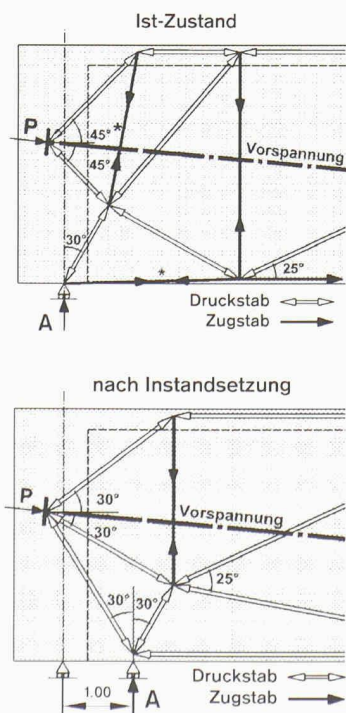 Ist-Zustand
P
45°*
45°
Vorspannung
30°
*
25°
A
Druckstab
Zugstab
nach Instandsetzung
P
30°
Vorspannung
30°
30°
30°
25°
Druckstab
1.00
A
Zugstab